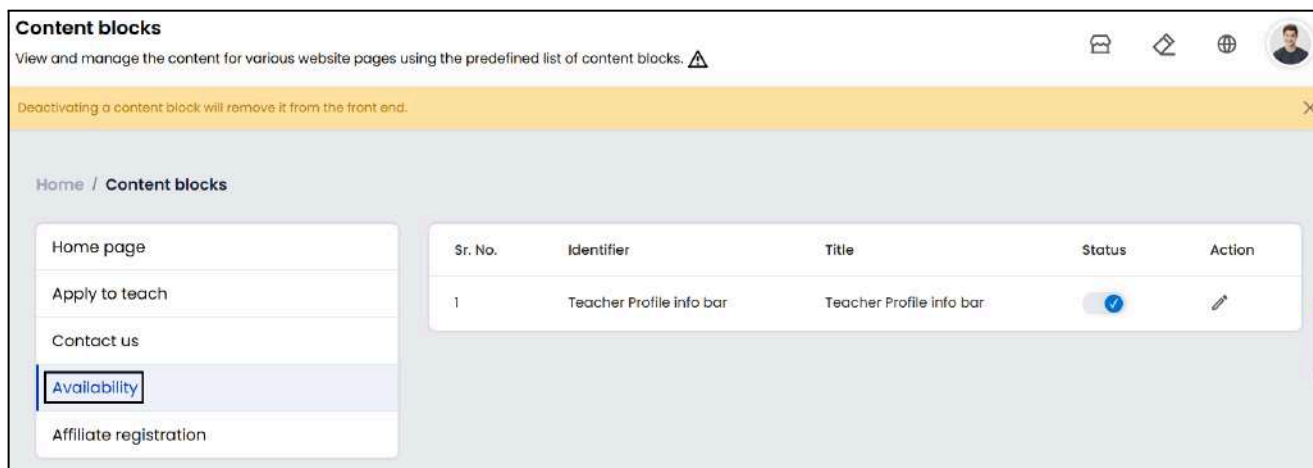 Content blocks
View and manage the content for various website pages using the predefined list of content blocks.
Deactivating a content block will remove it from the front end.
Home / Content blocks
Home page
Apply to teach
Contact us
Availability
Affiliate registration
Sr. No. Identifier Title Status Action
1 Teacher Profile info bar Teacher Profile info bar